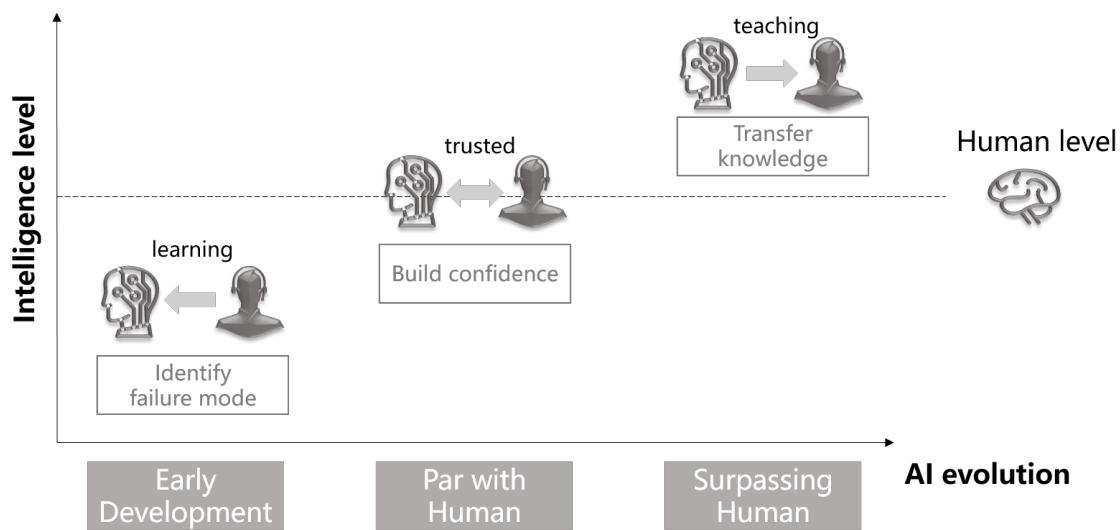 teaching
Transfer
knowledge
Human level
trusted
Build confidence
learning
Identify
failure mode
Intelligence level
Early
Development
Par with
Human
Surpassing
Human
AI evolution